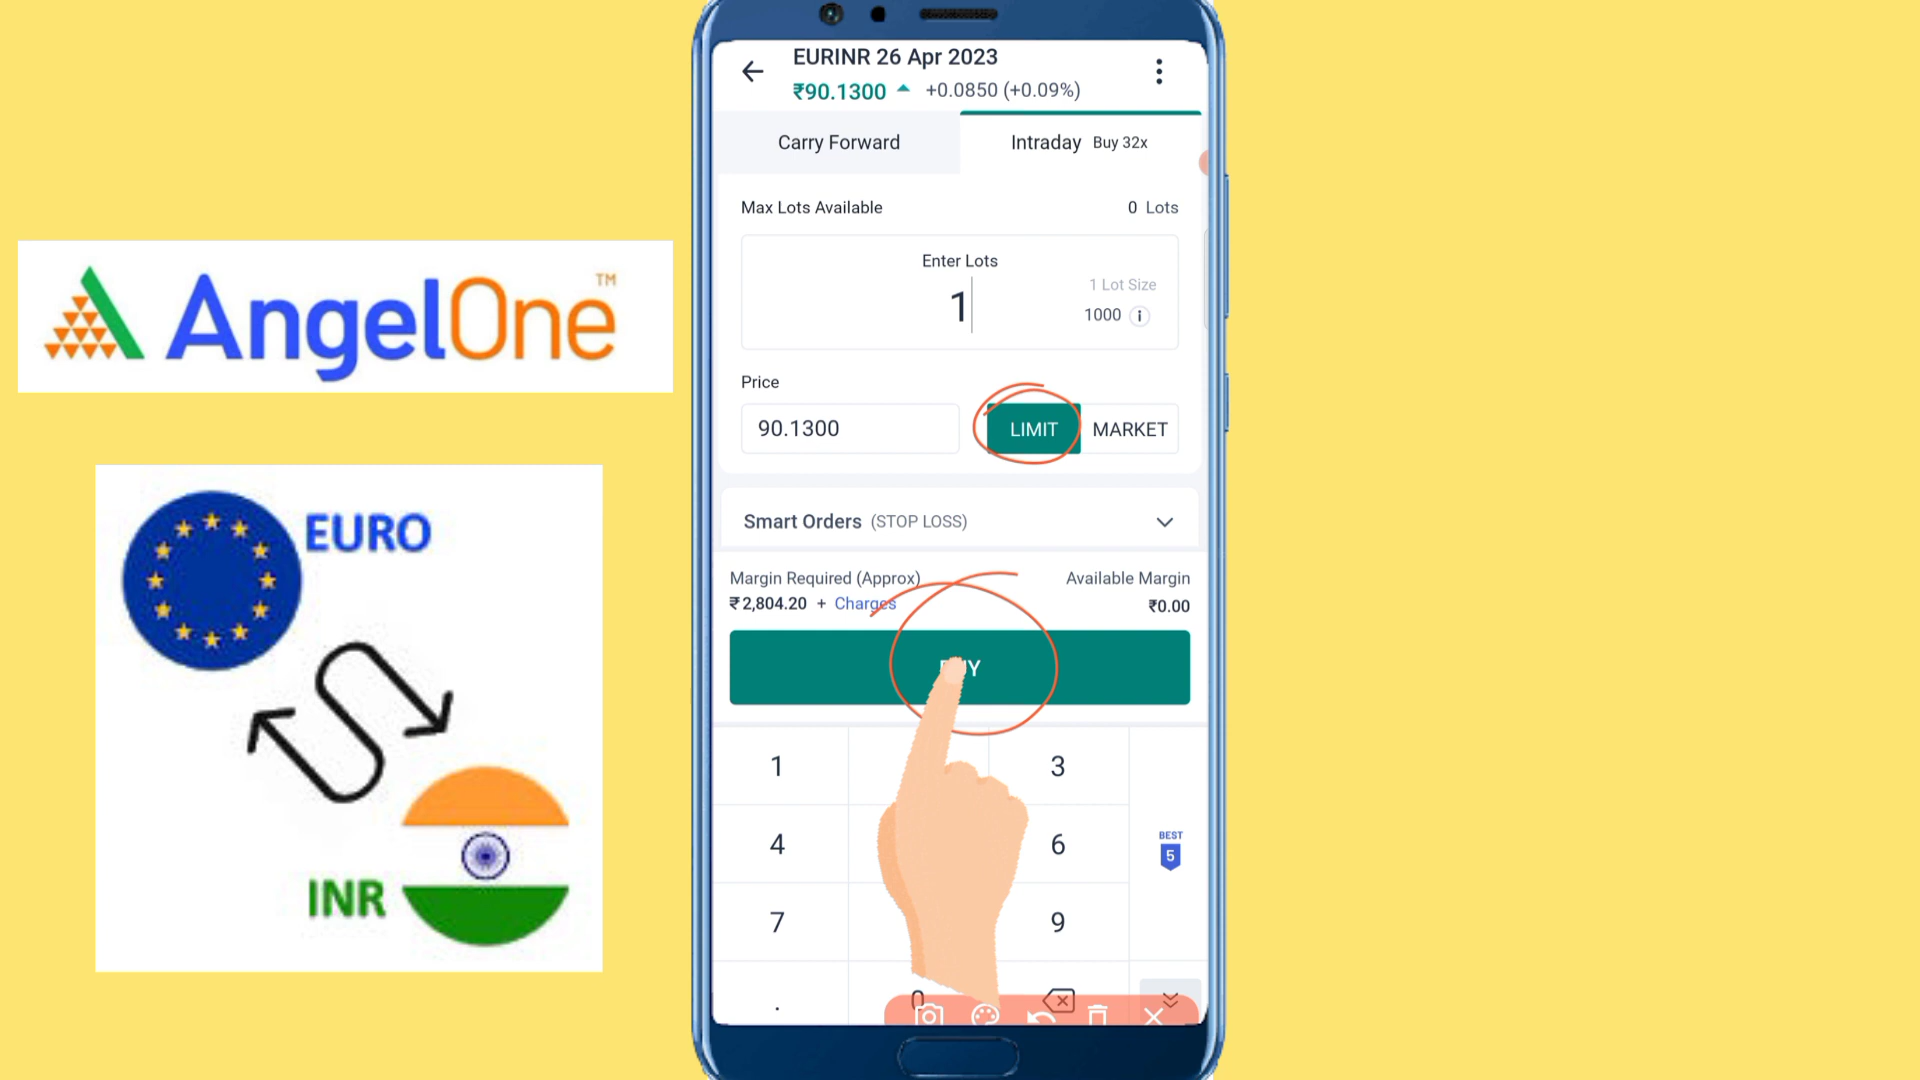 AngelOne™
EURO
INR
EURINR 26 Apr 2023
₹90.1300 +0.0850 (+0.09%)
Carry Forward
Intraday Buy 32x
Max Lots Available
0 Lots
Enter Lots
1
1 Lot Size
1000 i
Price
90.1300
LIMIT
MARKET
Smart Orders (STOP LOSS)
Margin Required (Approx)
₹2,804.20 + Charges
Available Margin
₹0.00
1
3
4
6
BEST
5
7
9
.
0